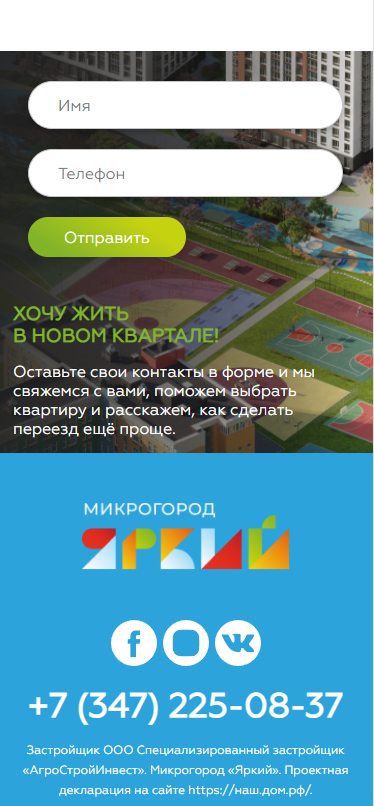 Имя
Телефон
Отправить
ХОЧУ ЖИТЬ
В НОВОМ КВАРТАЛЕ!
Оставьте свои контакты в форме и мы
свяжемся с вами, поможем выбрать
квартиру и расскажем, как сделать
переезд ещё проще.
МИКРОГОРОД
ЯРКИЙ
+7 (347) 225-08-37
Застройщик ООО Специализированный застройщик
«АгроСтройИнвест». Микрогород «Яркий». Проектная
декларация на сайте https://наш.дом.рф/.